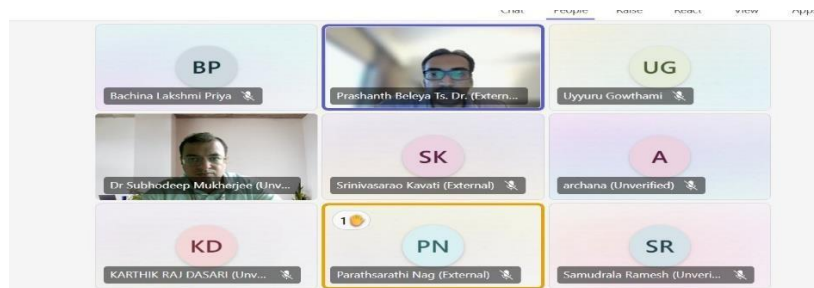 Chat People Raise React View Apps
BP
Bachina Lakshmi Priya
Prashanth Beleya Ts. Dr. (Extern...
UG
Uyyuru Gowthami
Dr Subhodeep Mukherjee (Unv...
SK
Srinivasarao Kavati (External)
A
archana (Unverified)
KD
KARTHIK RAJ DASARI (Unv...
1
PN
Parathsarathi Nag (External)
SR
Samudrala Ramesh (Unveri...